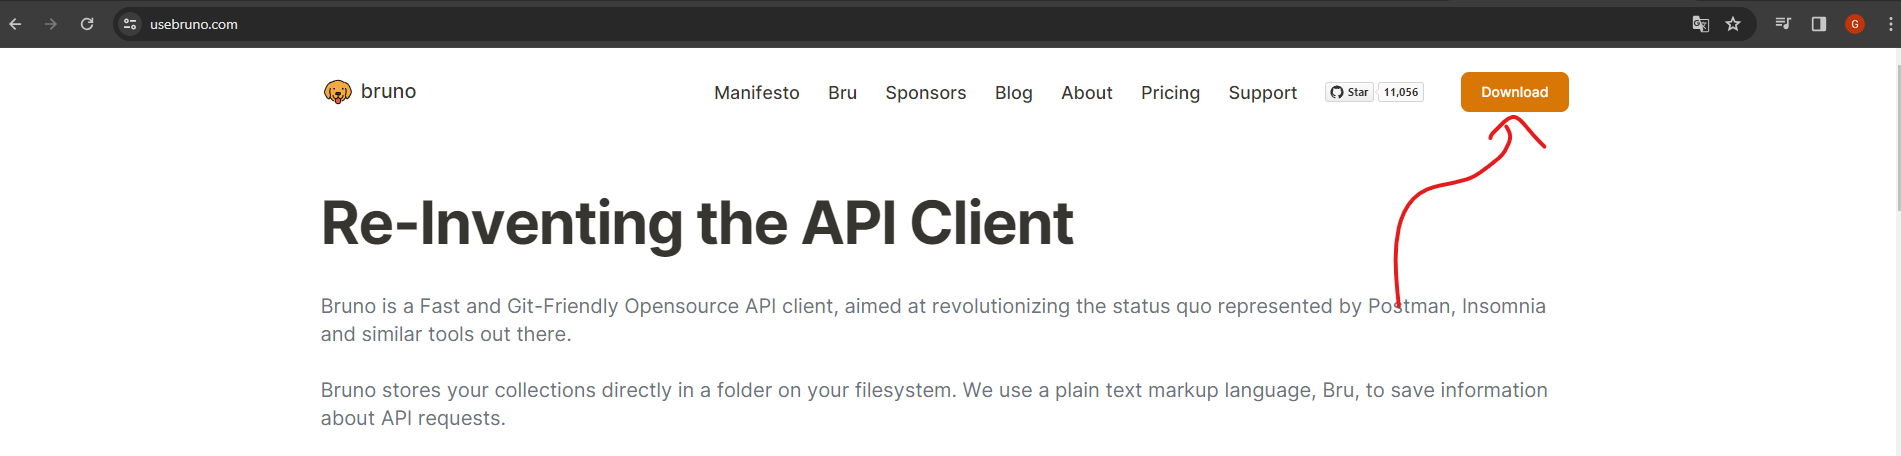 usebruno.com
G
bruno
Manifesto Bru Sponsors Blog About Pricing Support Star 11,056 Download
Re-Inventing the API Client
Bruno is a Fast and Git-Friendly Opensource API client, aimed at revolutionizing the status quo represented by Postman, Insomnia
and similar tools out there.
Bruno stores your collections directly in a folder on your filesystem. We use a plain text markup language, Bru, to save information
about API requests.